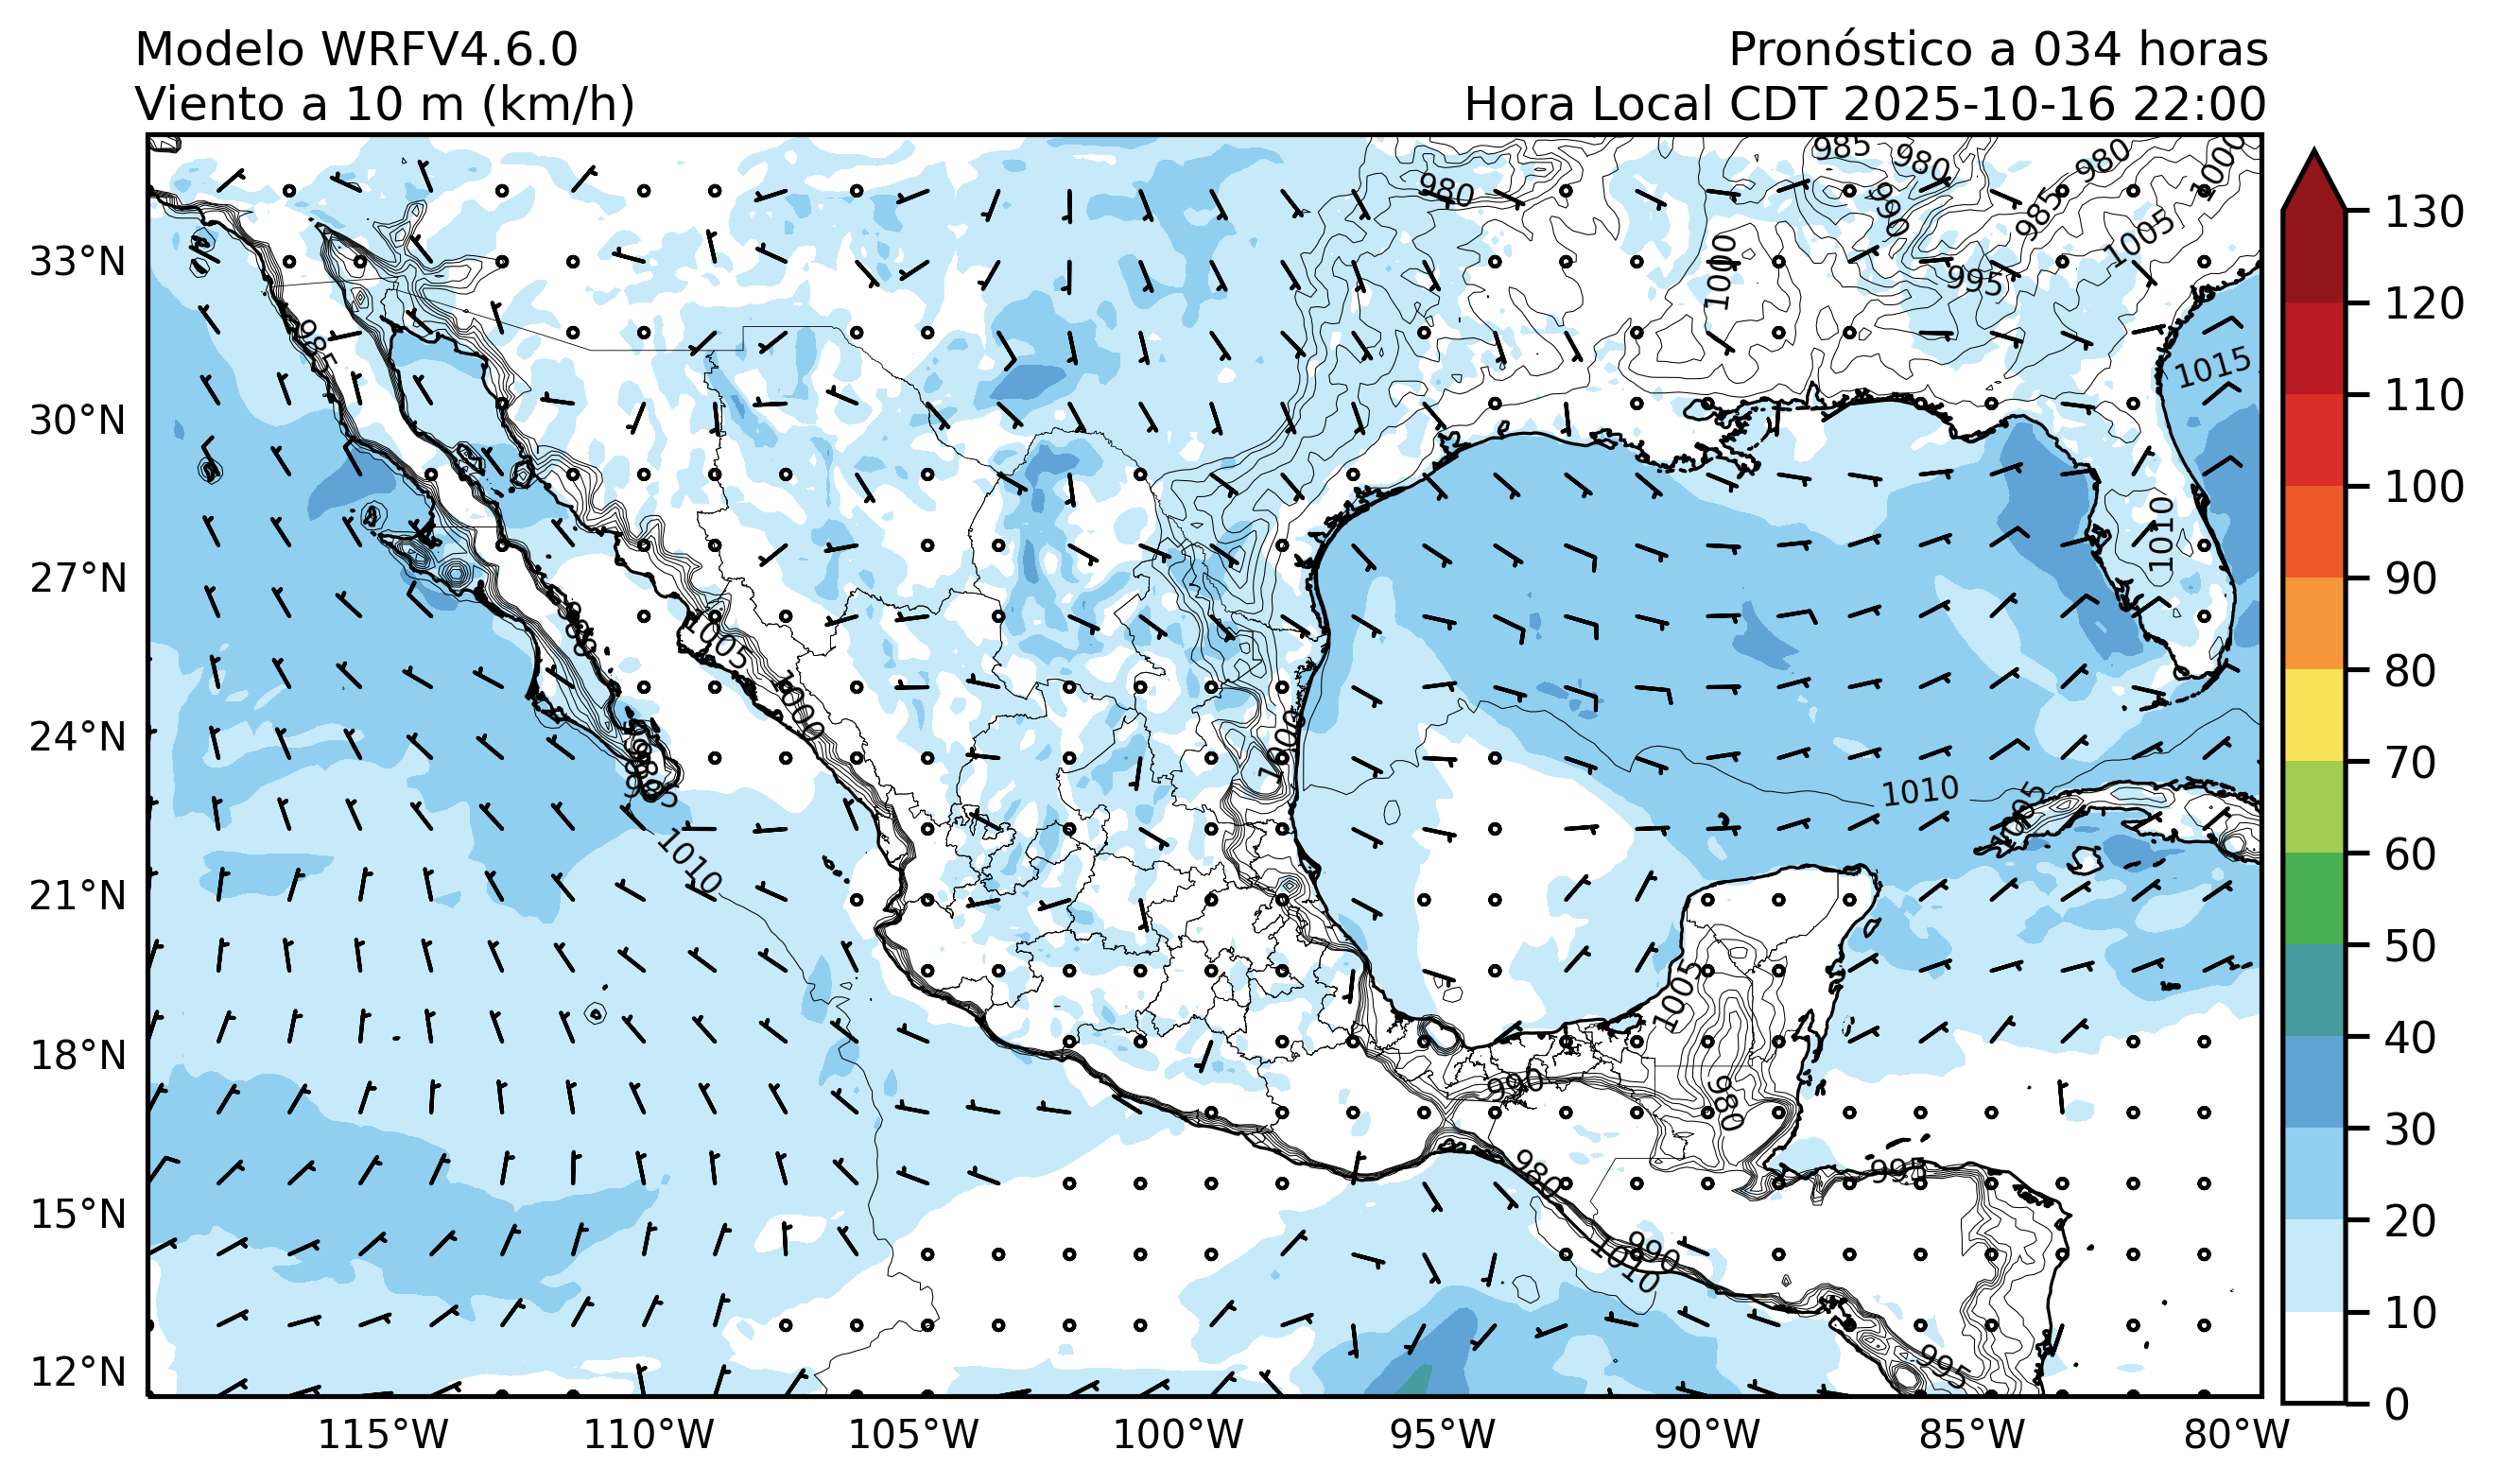 Modelo WRFV4.6.0
Pronóstico a 034 horas
Viento a 10 m (km/h)
Hora Local CDT 2025-10-16 22:00
33°N
30°N
27°N
24°N
21°N
18°N
15°N
12°N
115°W
110°W
105°W
100°W
95°W
90°W
85°W
80°W
130
120
110
100
90
80
70
60
50
40
30
20
10
0
985
980
980
1000
980
990
985
1005
1000
995
985
1015
1010
1005
1000
1000
985
1010
1005
1010
1005
990
980
980
995
990
1010
995